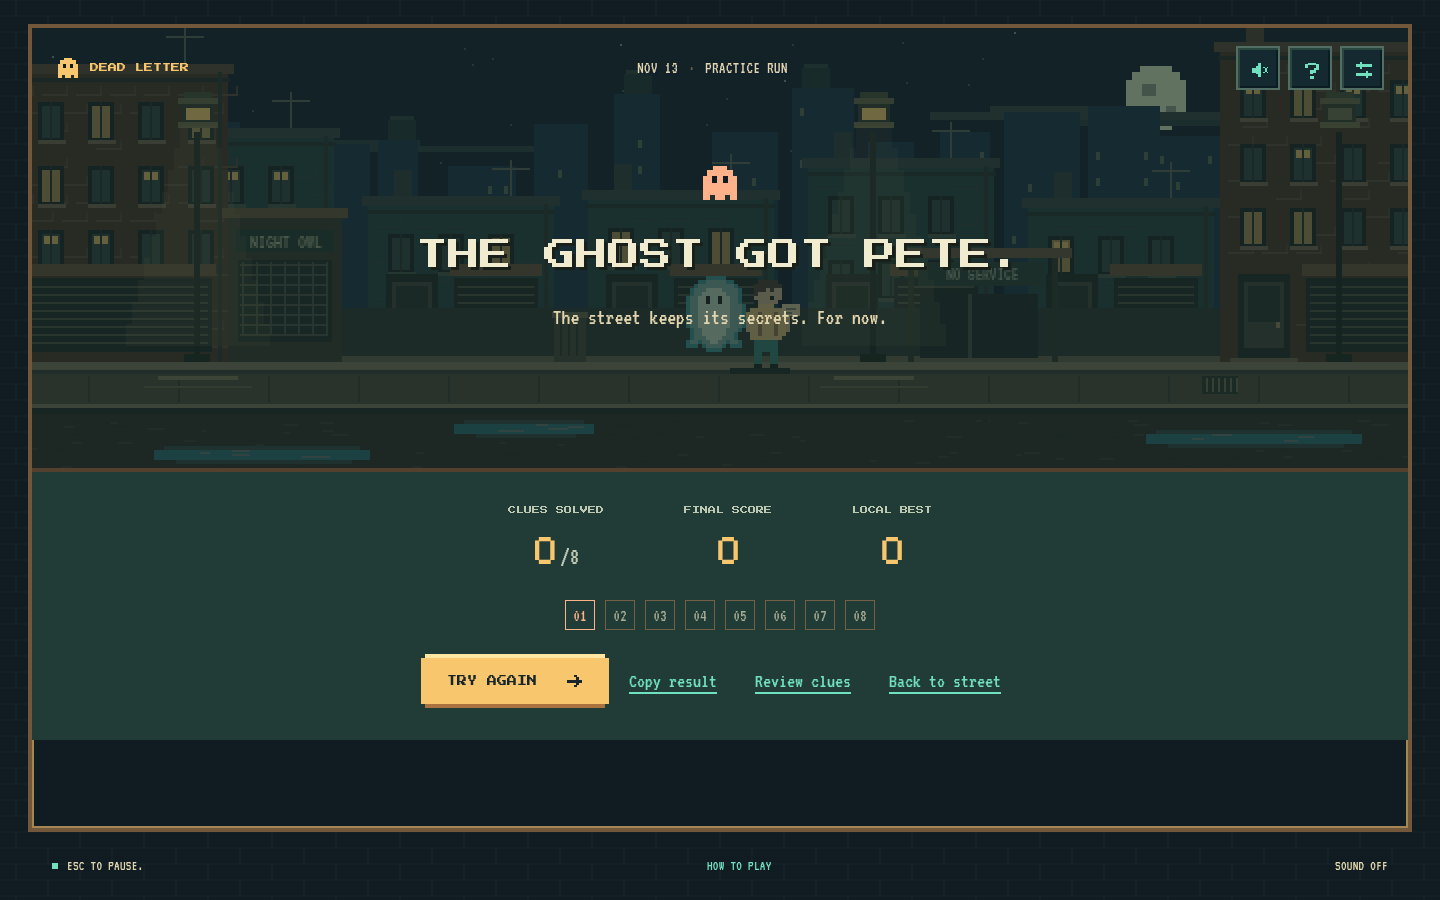 DEAD LETTER
NOV 13 · PRACTICE RUN
NIGHT OWL
THE GHOST GOT PETE.
NO SERVICE
The street keeps its secrets. For now.
CLUES SOLVED FINAL SCORE LOCAL BEST
0/8 0 0
01 02 03 04 05 06 07 08
TRY AGAIN → Copy result Review clues Back to street
ESC TO PAUSE. HOW TO PLAY SOUND OFF